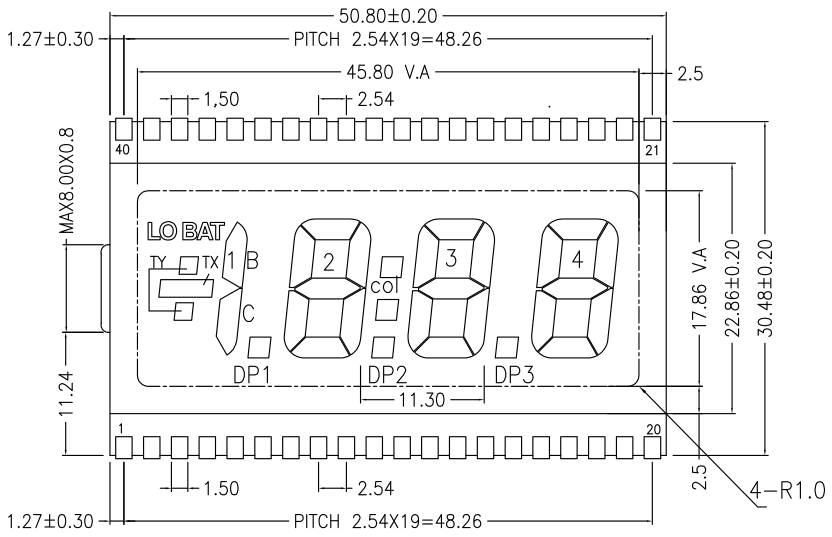 50.80±0.20
1.27±0.30
PITCH 2.54X19=48.26
45.80 V.A
2.5
1,50
2.54
40
21
MAX8.00X0.8
LO BAT
TY
TX
1
B
2
3
4
col
C
DP1
DP2
DP3
11.30
11.24
17.86 V.A
22.86±0.20
30.48±0.20
1
20
1.50
2.54
2.5
4-R1.0
1.27±0.30
PITCH 2.54X19=48.26